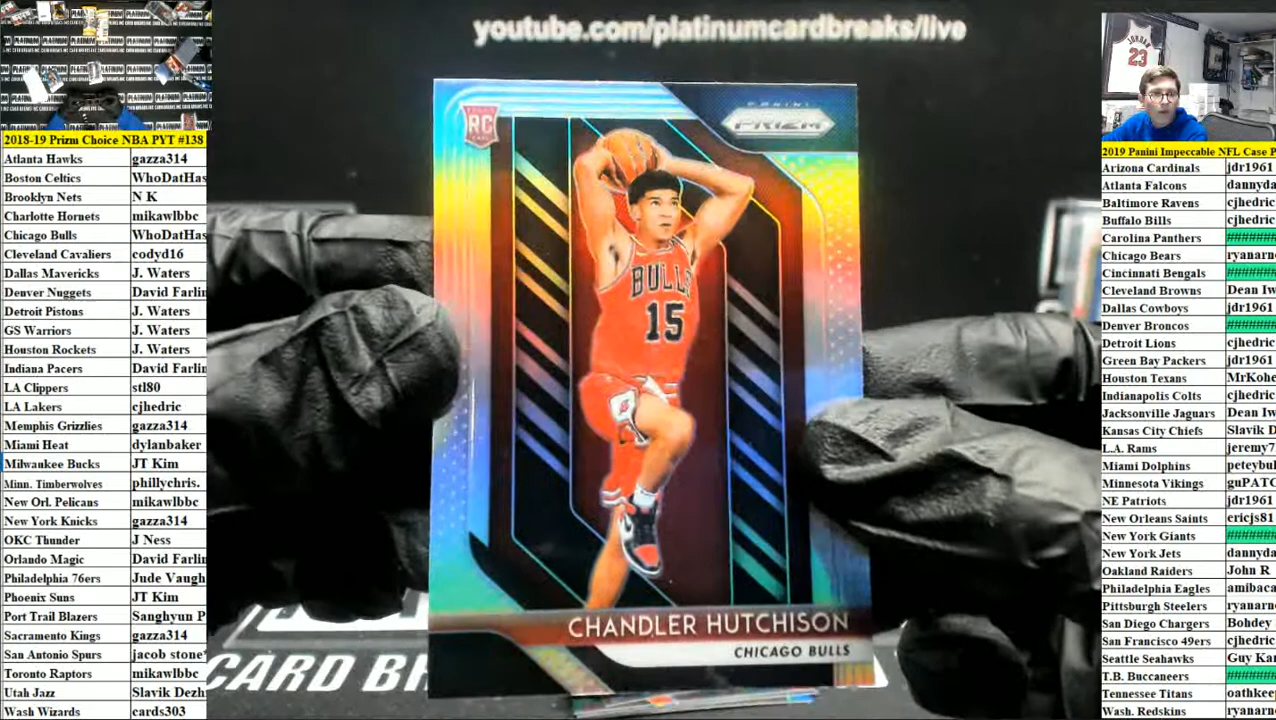 youtube.com/platinumcardbreaks/live
2018-19 Prizm Choice NBA PYT #138
Atlanta Hawks gazza314
Boston Celtics WhoDatHas
Brooklyn Nets N K
Charlotte Hornets mikawlbbc
Chicago Bulls WhoDatHas
Cleveland Cavaliers codyd16
Dallas Mavericks J. Waters
Denver Nuggets David Farlin
Detroit Pistons J. Waters
GS Warriors J. Waters
Houston Rockets J. Waters
Indiana Pacers David Farlin
LA Clippers stl80
LA Lakers cjhedric
Memphis Grizzlies gazza314
Miami Heat dylanbaker
Milwaukee Bucks JT Kim
Minn. Timberwolves phillychris.
New Orl. Pelicans mikawlbbc
New York Knicks gazza314
OKC Thunder J Ness
Orlando Magic David Farlin
Philadelphia 76ers Jude Vaugh
Phoenix Suns JT Kim
Port Trail Blazers Sanghyun P
Sacramento Kings gazza314
San Antonio Spurs jacob stone
Toronto Raptors mikawlbbc
Utah Jazz Slavik Dezh
Wash Wizards cards303
RC
PANINI
PRIZM
BULLS
15
CHANDLER HUTCHISON
CHICAGO BULLS
CARD BR
JORDAN
23
2019 Panini Impeccable NFL Case P
Arizona Cardinals jdr1961
Atlanta Falcons dannyda
Baltimore Ravens cjhedric
Buffalo Bills cjhedric
Carolina Panthers #######
Chicago Bears ryanarn
Cincinnati Bengals #######
Cleveland Browns Dean Iw
Dallas Cowboys jdr1961
Denver Broncos #######
Detroit Lions cjhedric
Green Bay Packers jdr1961
Houston Texans MrKohe
Indianapolis Colts cjhedric
Jacksonville Jaguars Dean Iw
Kansas City Chiefs Slavik D
L.A. Rams jeremy7
Miami Dolphins peteybul
Minnesota Vikings guPATC
NE Patriots jdr1961
New Orleans Saints ericjs81
New York Giants #######
New York Jets dannyda
Oakland Raiders John R
Philadelphia Eagles amibaca
Pittsburgh Steelers ryanarn
San Diego Chargers Bohdey
San Francisco 49ers cjhedric
Seattle Seahawks Guy Kar
T.B. Buccaneers #######
Tennessee Titans oathkee
Wash. Redskins ryanarn